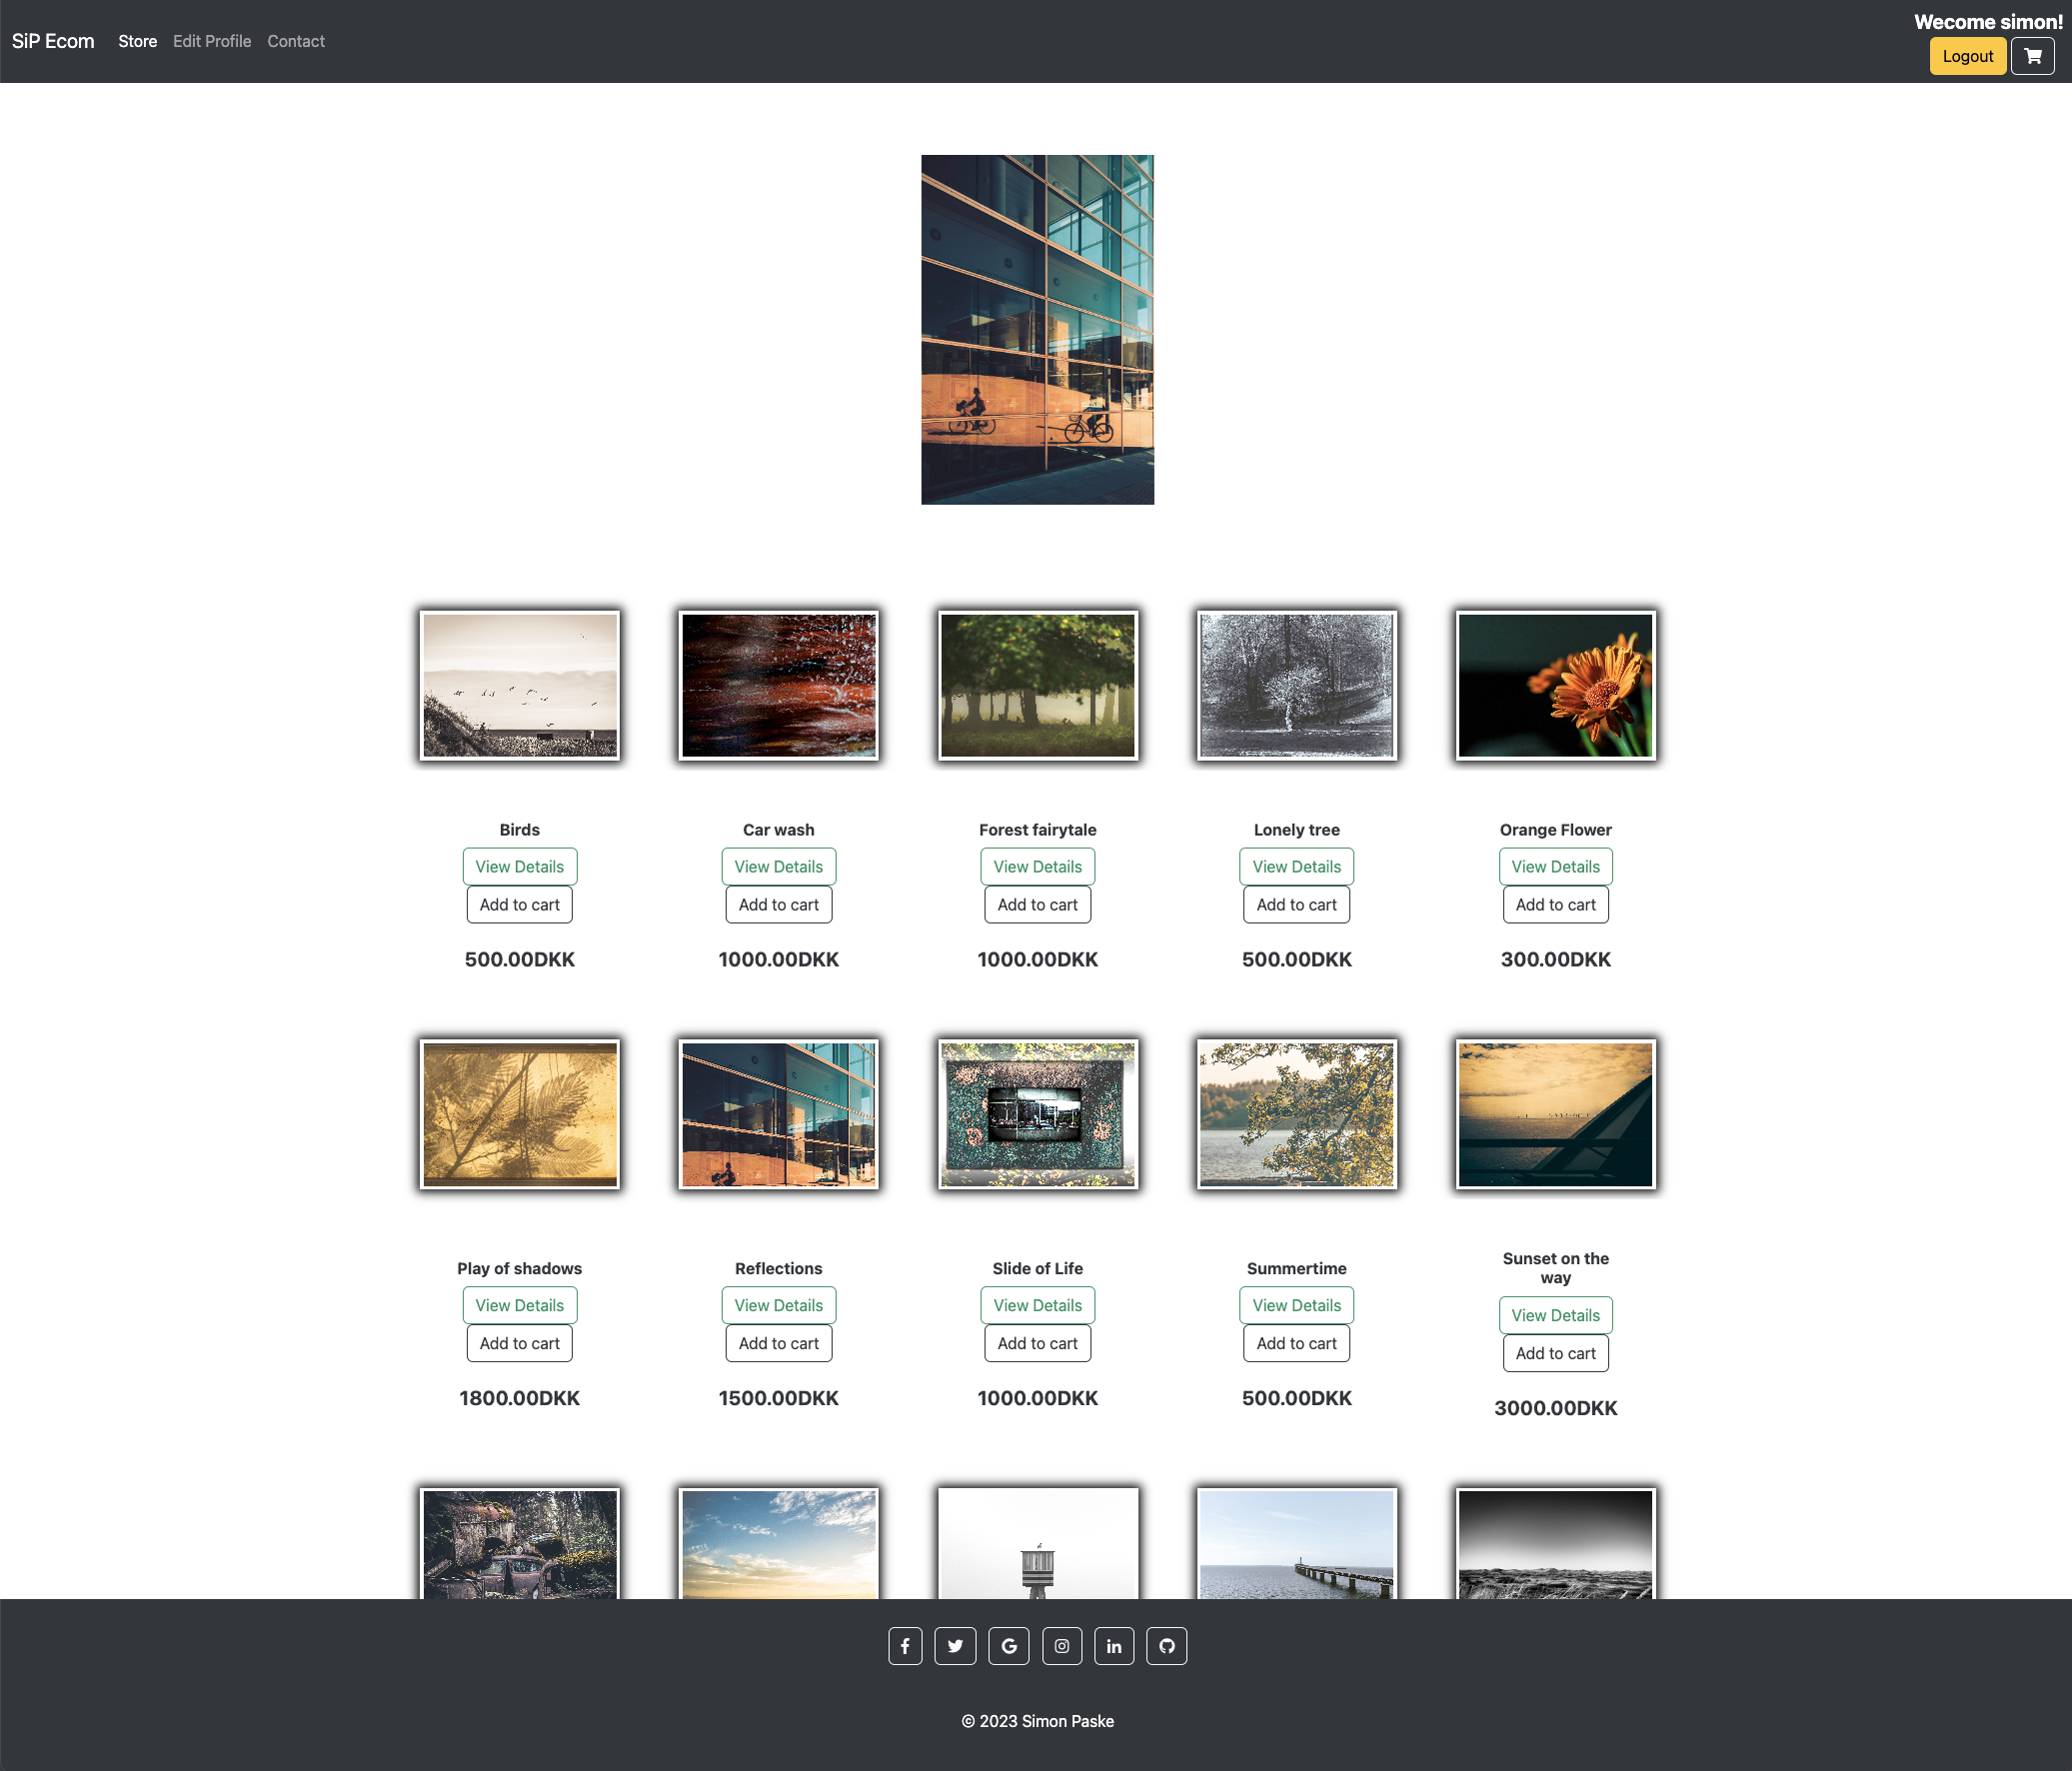 SiP Ecom Store Edit Profile Contact
Wecome simon!
Logout
Birds Car wash Forest fairytale Lonely tree Orange Flower
View Details View Details View Details View Details View Details
Add to cart Add to cart Add to cart Add to cart Add to cart
500.00DKK 1000.00DKK 1000.00DKK 500.00DKK 300.00DKK
Play of shadows Reflections Slide of Life Summertime Sunset on the
way
View Details View Details View Details View Details View Details
Add to cart Add to cart Add to cart Add to cart Add to cart
1800.00DKK 1500.00DKK 1000.00DKK 500.00DKK 3000.00DKK
© 2023 Simon Paske